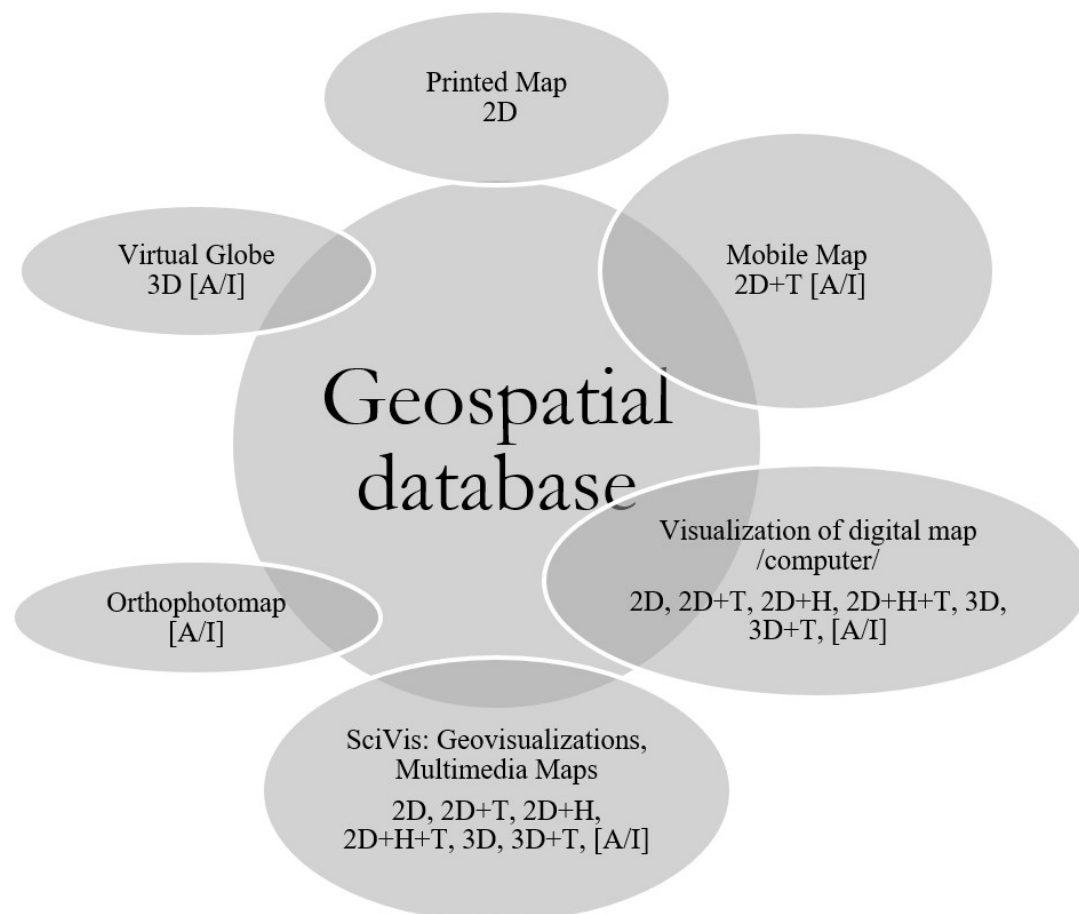 Printed Map
2D
Virtual Globe
3D [A/I]
Mobile Map
2D+T [A/I]
Geospatial
database
Visualization of digital map
/computer/
2D, 2D+T, 2D+H, 2D+H+T, 3D,
3D+T, [A/I]
Orthophotomap
[A/I]
SciVis: Geovisualizations,
Multimedia Maps
2D, 2D+T, 2D+H,
2D+H+T, 3D, 3D+T, [A/I]